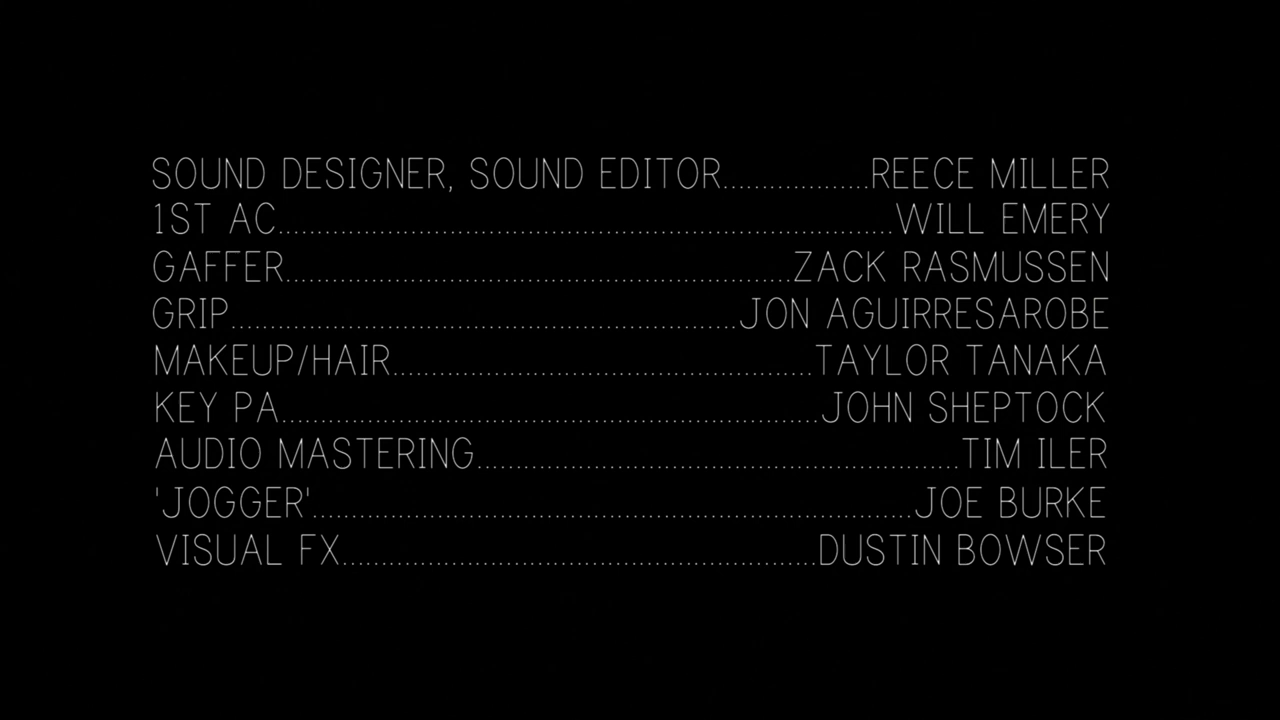 SOUND DESIGNER, SOUND EDITOR...................REECE MILLER
1ST AC...............................................................................WILL EMERY
GAFFER.................................................................ZACK RASMUSSEN
GRIP.................................................................JON AGUIRRESAROBE
MAKEUP/HAIR......................................................TAYLOR TANAKA
KEY PA.....................................................................JOHN SHEPTOCK
AUDIO MASTERING..............................................................TIM ILER
'JOGGER'............................................................................JOE BURKE
VISUAL FX.............................................................DUSTIN BOWSER